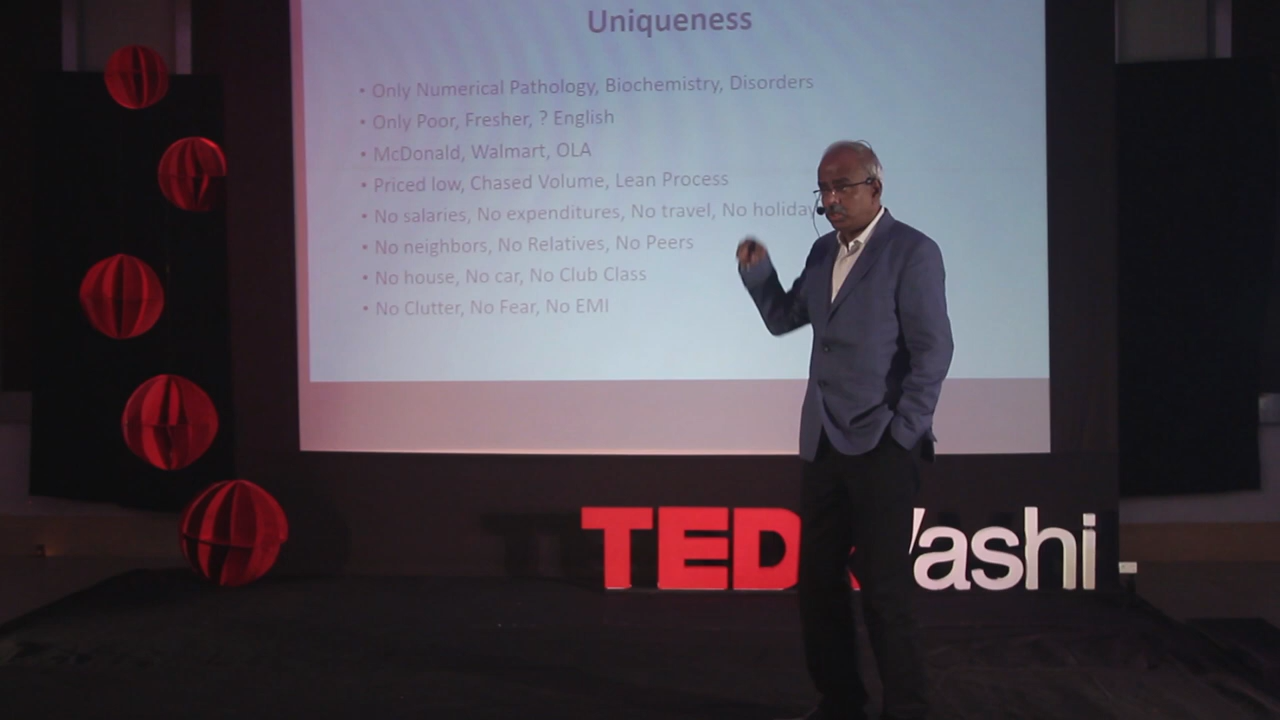 Uniqueness
• Only Numerical Pathology, Biochemistry, Disorders
• Only Poor, Fresher, ? English
• McDonald, Walmart, OLA
• Priced low, Chased Volume, Lean Process
• No salaries, No expenditures, No travel, No holiday
• No neighbors, No Relatives, No Peers
• No house, No car, No Club Class
• No Clutter, No Fear, No EMI
TEDxVashi